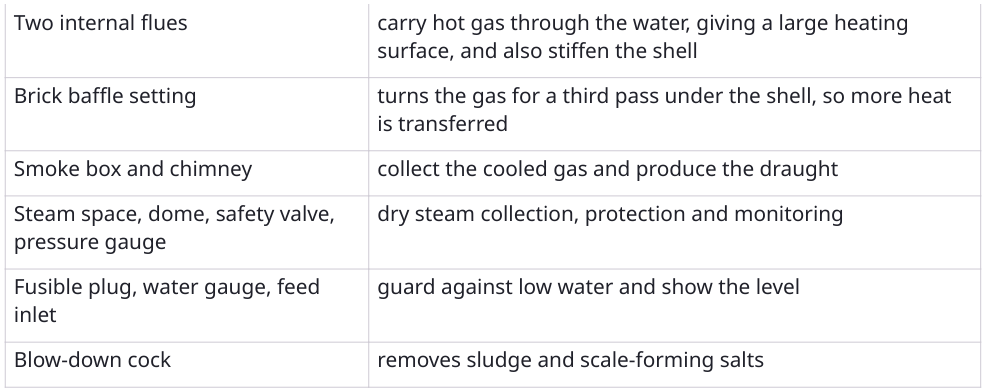 Two internal flues
carry hot gas through the water, giving a large heating
surface, and also stiffen the shell
Brick baffle setting
turns the gas for a third pass under the shell, so more heat
is transferred
Smoke box and chimney
collect the cooled gas and produce the draught
Steam space, dome, safety valve,
pressure gauge
dry steam collection, protection and monitoring
Fusible plug, water gauge, feed
inlet
guard against low water and show the level
Blow-down cock
removes sludge and scale-forming salts